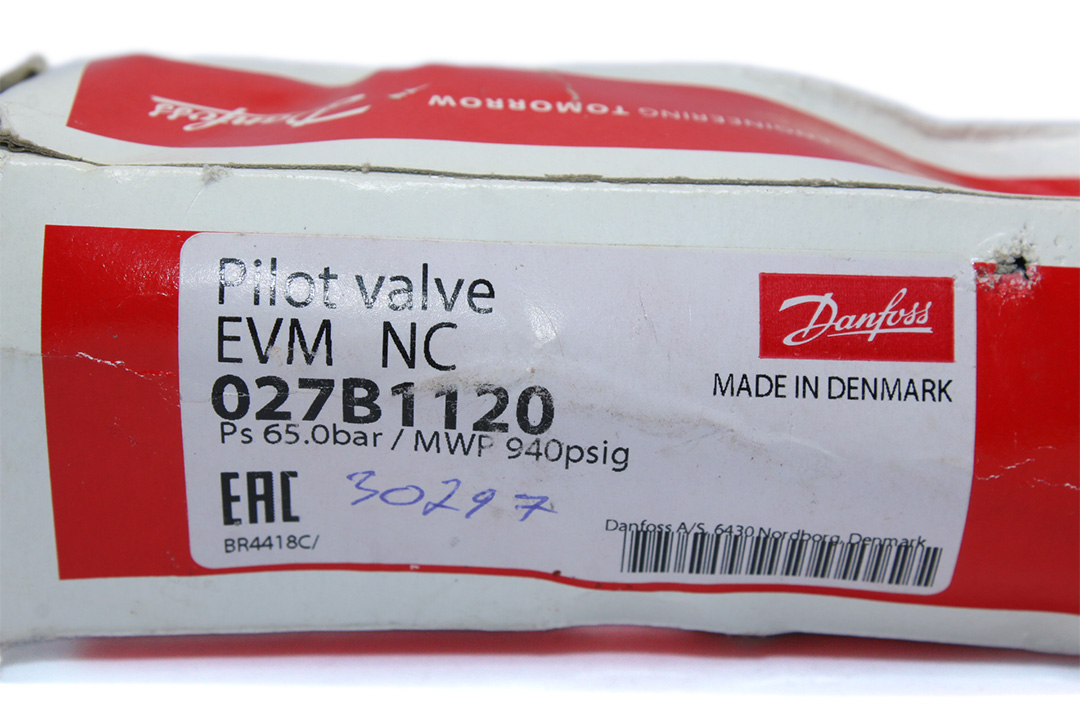 ENGINEERING TOMORROW
Danfoss
Pilot valve
EVM NC
027B1120
Ps 65.0bar / MWP 940psig
EAC
30297
BR4418C/
Danfoss
MADE IN DENMARK
Danfoss A/S, 6430 Nordborg, Denmark